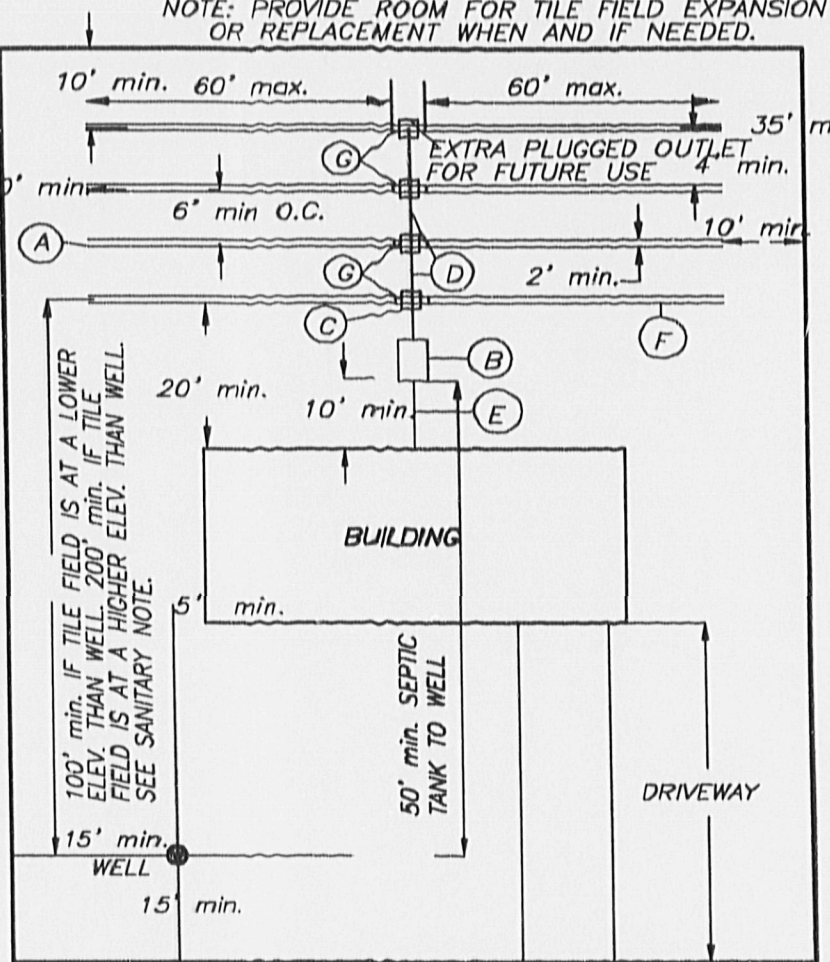 NOTE: PROVIDE ROOM FOR TILE FIELD EXPANSION
OR REPLACEMENT WHEN AND IF NEEDED.
10' min.
60' max.
60' max.
35' m
G
EXTRA PLUGGED OUTLET
FOR FUTURE USE
4' min.
0' min
6' min O.C.
10' min
A
G
D
2' min.
C
F
B
20' min.
10' min.
E
100' min. IF TILE FIELD IS AT A LOWER
ELEV. THAN WELL. 200' min. IF TILE
FIELD IS AT A HIGHER ELEV. THAN WELL.
SEE SANITARY NOTE.
BUILDING
5' min.
50' min. SEPTIC
TANK TO WELL
DRIVEWAY
15' min.
WELL
15' min.